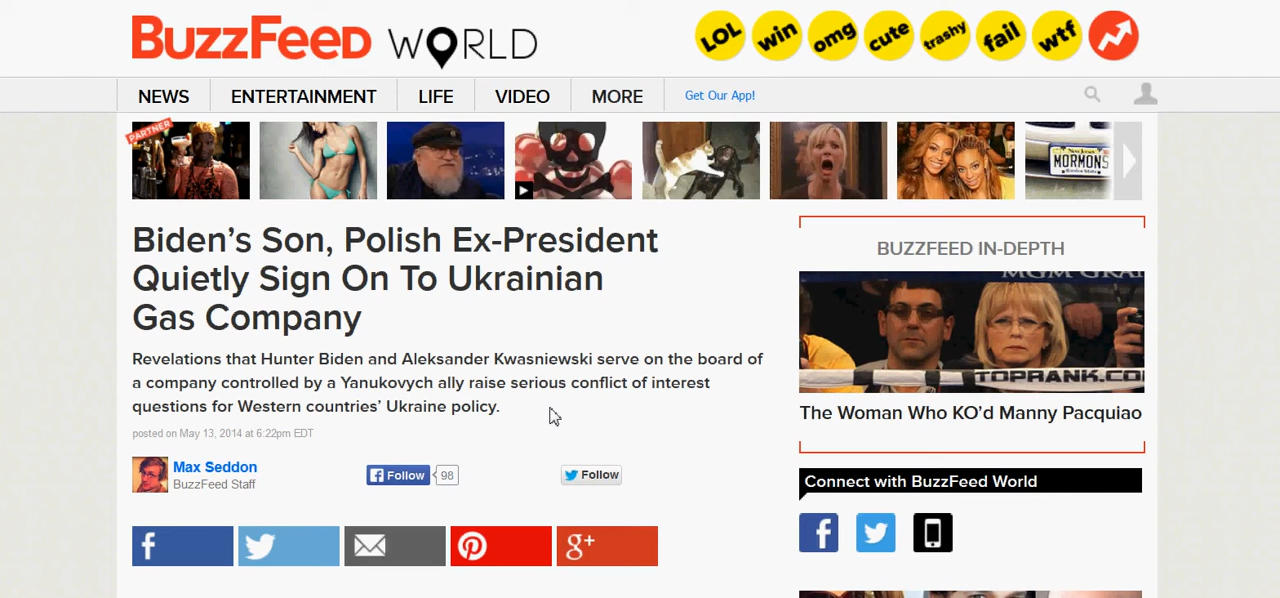 BuzzFeed WORLD
LOL win omg cute trashy fail wtf
NEWS ENTERTAINMENT LIFE VIDEO MORE Get Our App!
PARTNER
New Jersey
MORMONS
Biden's Son, Polish Ex-President
Quietly Sign On To Ukrainian
Gas Company
Revelations that Hunter Biden and Aleksander Kwasniewski serve on the board of
a company controlled by a Yanukovych ally raise serious conflict of interest
questions for Western countries' Ukraine policy.
posted on May 13, 2014 at 6:22pm EDT
Max Seddon
BuzzFeed Staff
Follow 98
Follow
BUZZFEED IN-DEPTH
MGM GRA
TOPRANK.CO
The Woman Who KO'd Manny Pacquiao
Connect with BuzzFeed World